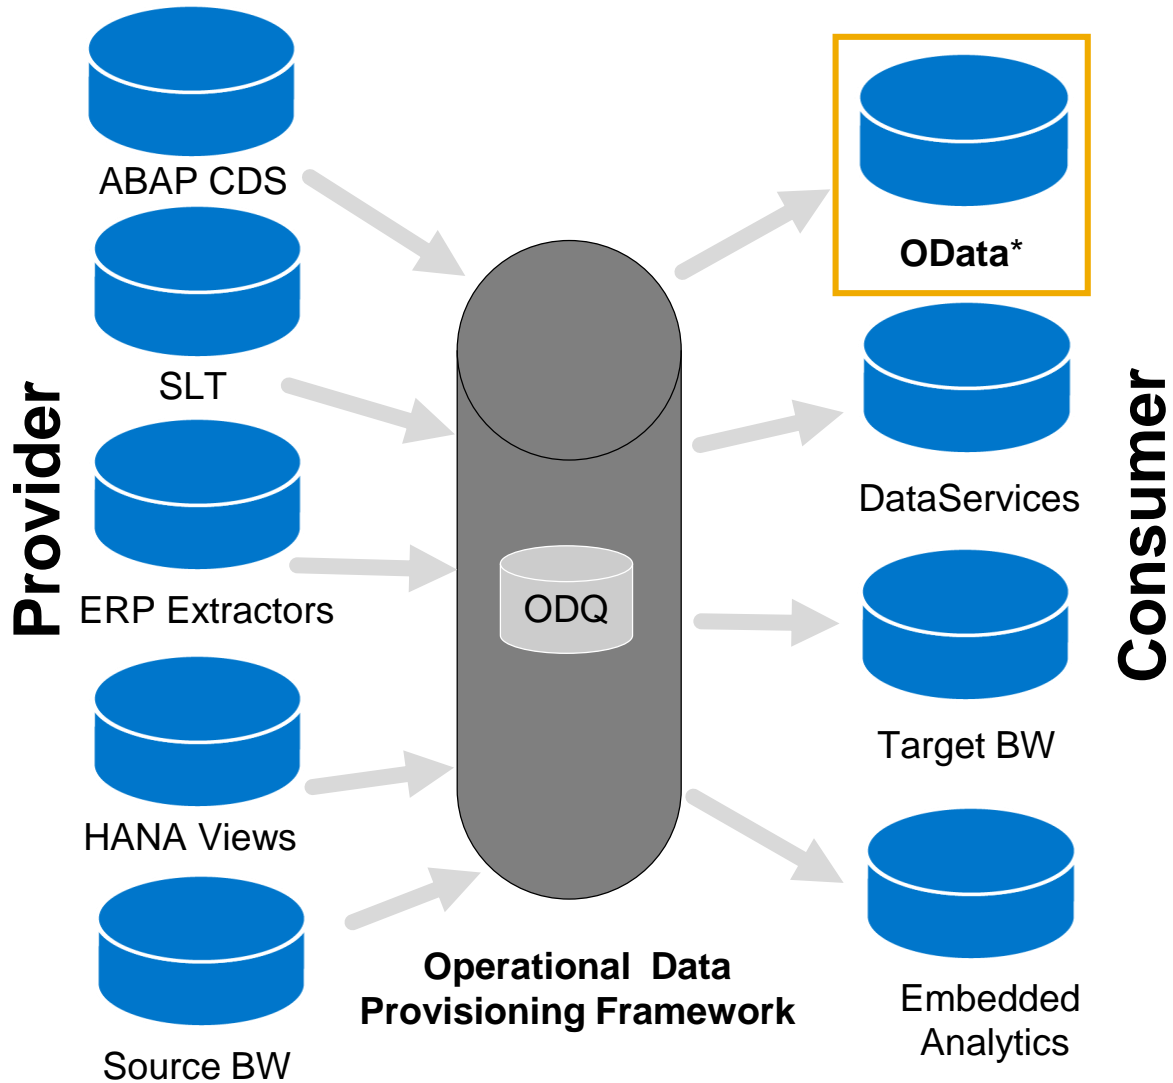 Provider
ABAP CDS
SLT
ERP Extractors
HANA Views
Source BW
ODQ
Operational Data
Provisioning Framework
OData*
DataServices
Target BW
Embedded
Analytics
Consumer